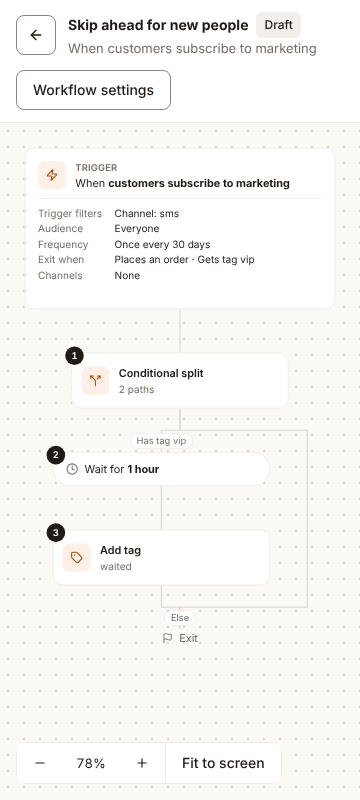 Skip ahead for new people Draft
When customers subscribe to marketing
Workflow settings
TRIGGER
When customers subscribe to marketing
Trigger filters Channel: sms
Audience Everyone
Frequency Once every 30 days
Exit when Places an order · Gets tag vip
Channels None
1
Conditional split
2 paths
Has tag vip
2
Wait for 1 hour
3
Add tag
waited
Else
Exit
− 78% + Fit to screen